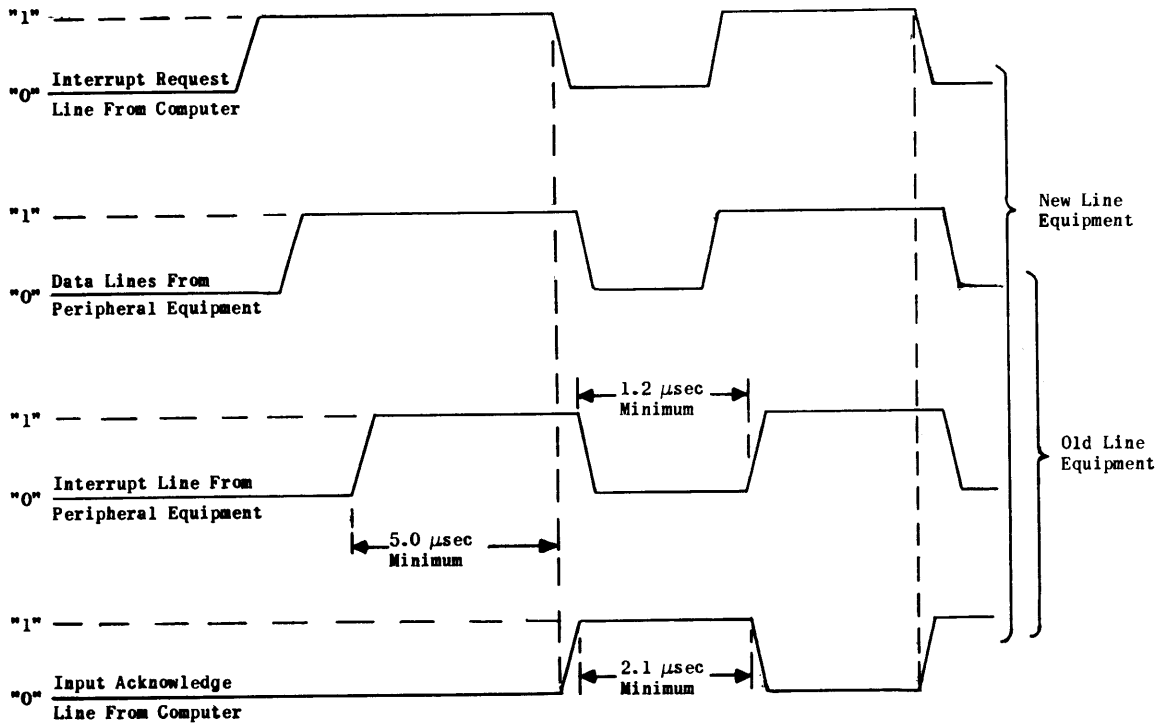 "1"
Interrupt Request
"0"
Line From Computer
"1"
Data Lines From
"0"
Peripheral Equipment
New Line
Equipment
1.2 μsec
Minimum
"1"
Interrupt Line From
"0"
Peripheral Equipment
Old Line
Equipment
5.0 μsec
Minimum
"1"
Input Acknowledge
"0"
Line From Computer
2.1 μsec
Minimum